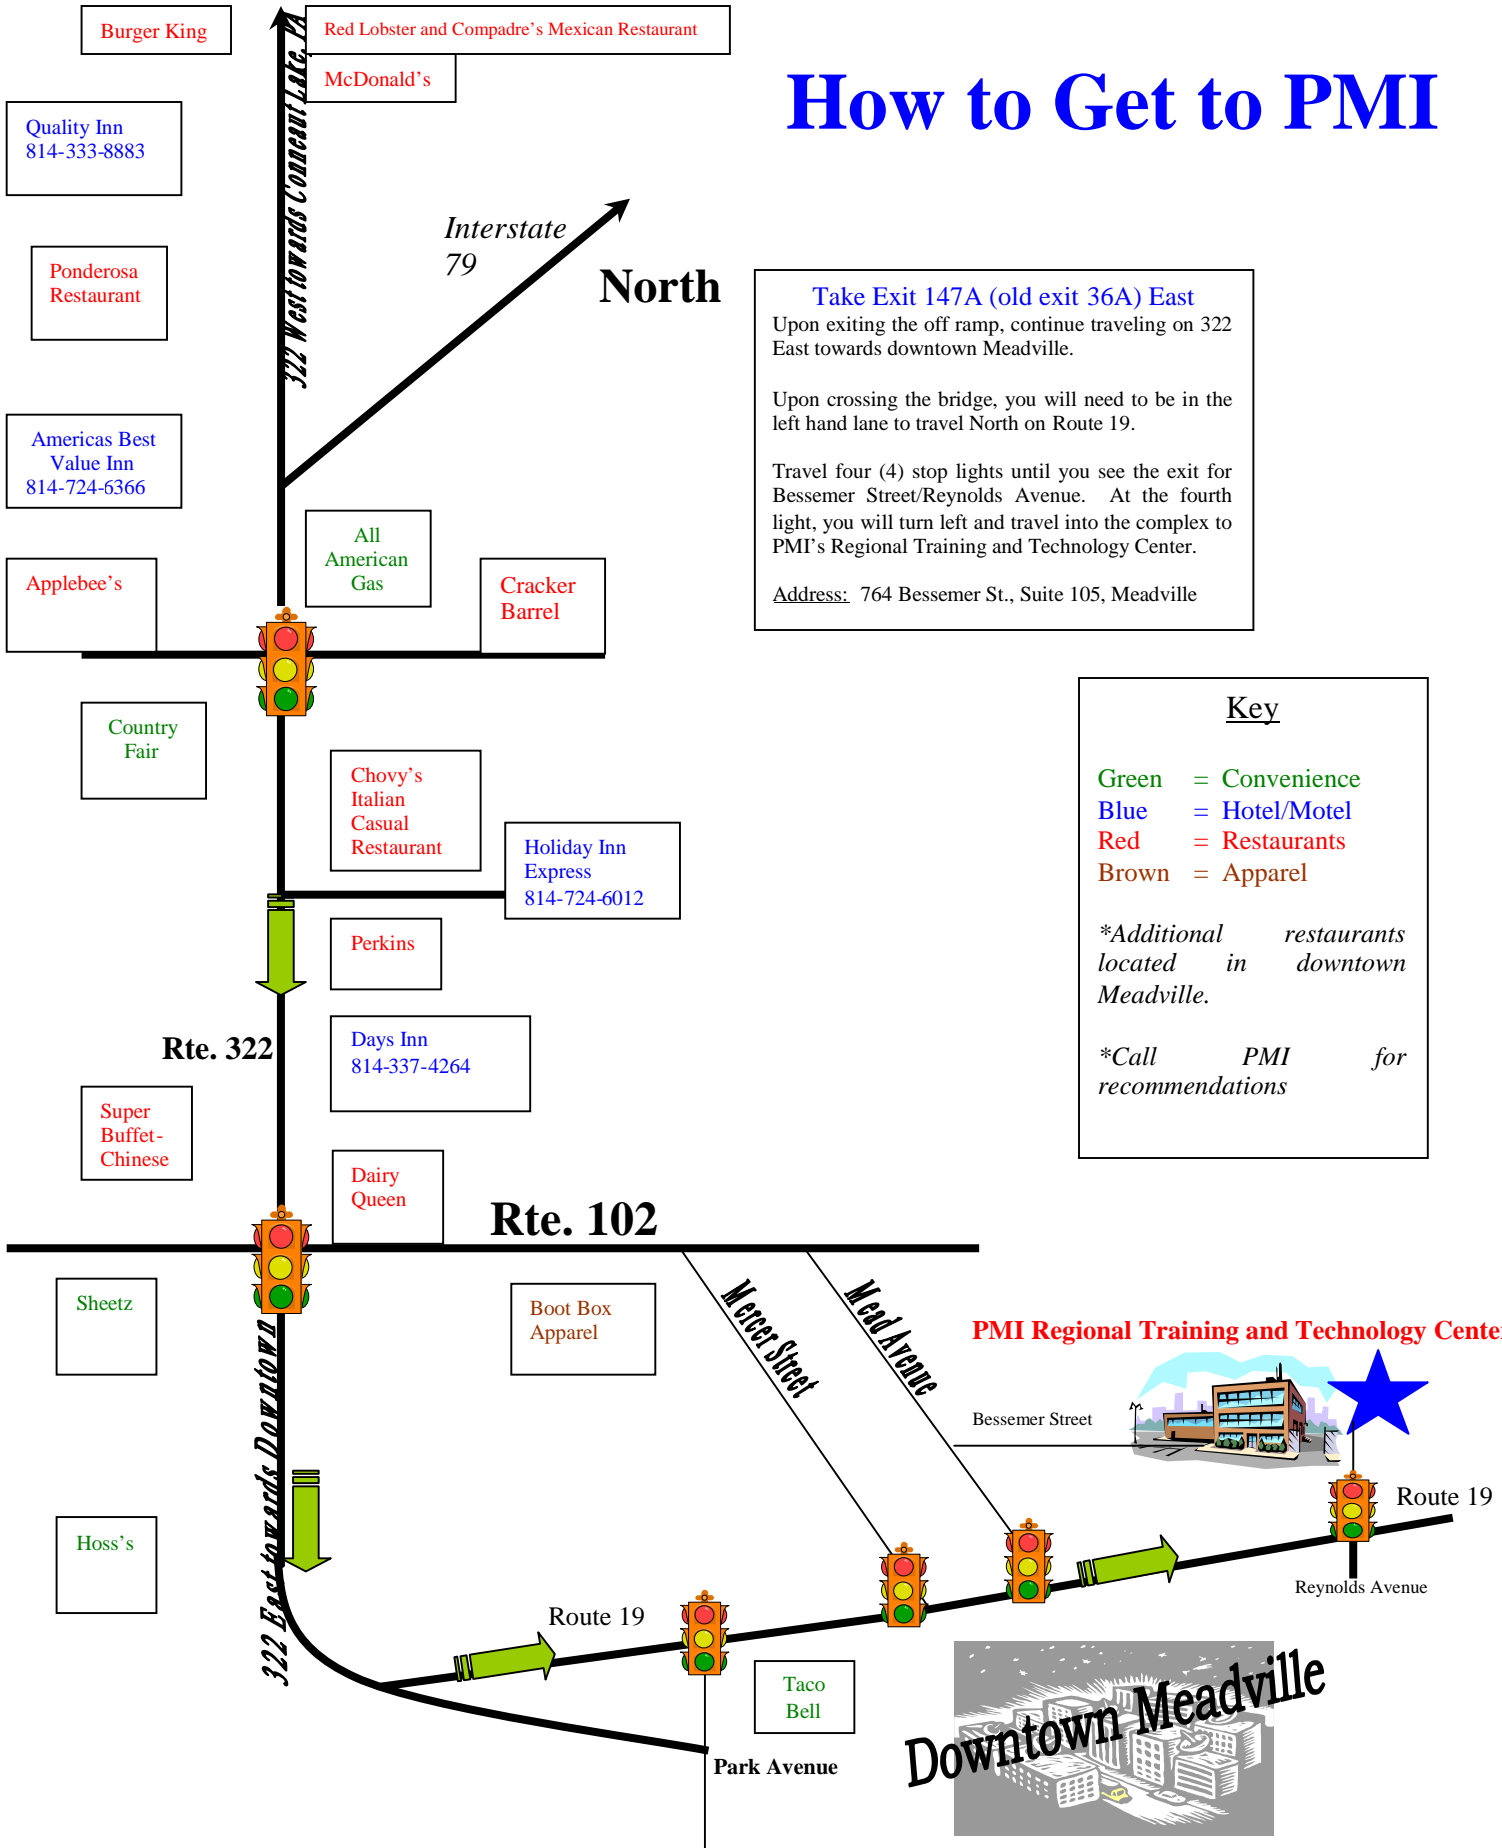 Burger King
Red Lobster and Compadre's Mexican Restaurant
McDonald's
How to Get to PMI
Quality Inn
814-333-8883
322 West towards Conneaut Lake, PA
Interstate
79
North
Ponderosa
Restaurant
Take Exit 147A (old exit 36A) East
Upon exiting the off ramp, continue traveling on 322
East towards downtown Meadville.
Upon crossing the bridge, you will need to be in the
left hand lane to travel North on Route 19.
Travel four (4) stop lights until you see the exit for
Bessemer Street/Reynolds Avenue. At the fourth
light, you will turn left and travel into the complex to
PMI's Regional Training and Technology Center.
Address: 764 Bessemer St., Suite 105, Meadville
Americas Best
Value Inn
814-724-6366
All
American
Gas
Applebee's
Cracker
Barrel
Country
Fair
Key
Green = Convenience
Blue = Hotel/Motel
Red = Restaurants
Brown = Apparel
*Additional restaurants
located in downtown
Meadville.
*Call PMI for
recommendations
Chovy's
Italian
Casual
Restaurant
Holiday Inn
Express
814-724-6012
Perkins
Rte. 322
Days Inn
814-337-4264
Super
Buffet-
Chinese
Dairy
Queen
Rte. 102
Sheetz
Boot Box
Apparel
Mercer Street
Mead Avenue
PMI Regional Training and Technology Center
Bessemer Street
322 East towards Downtown
Route 19
Hoss's
Reynolds Avenue
Route 19
Taco
Bell
Downtown Meadville
Park Avenue